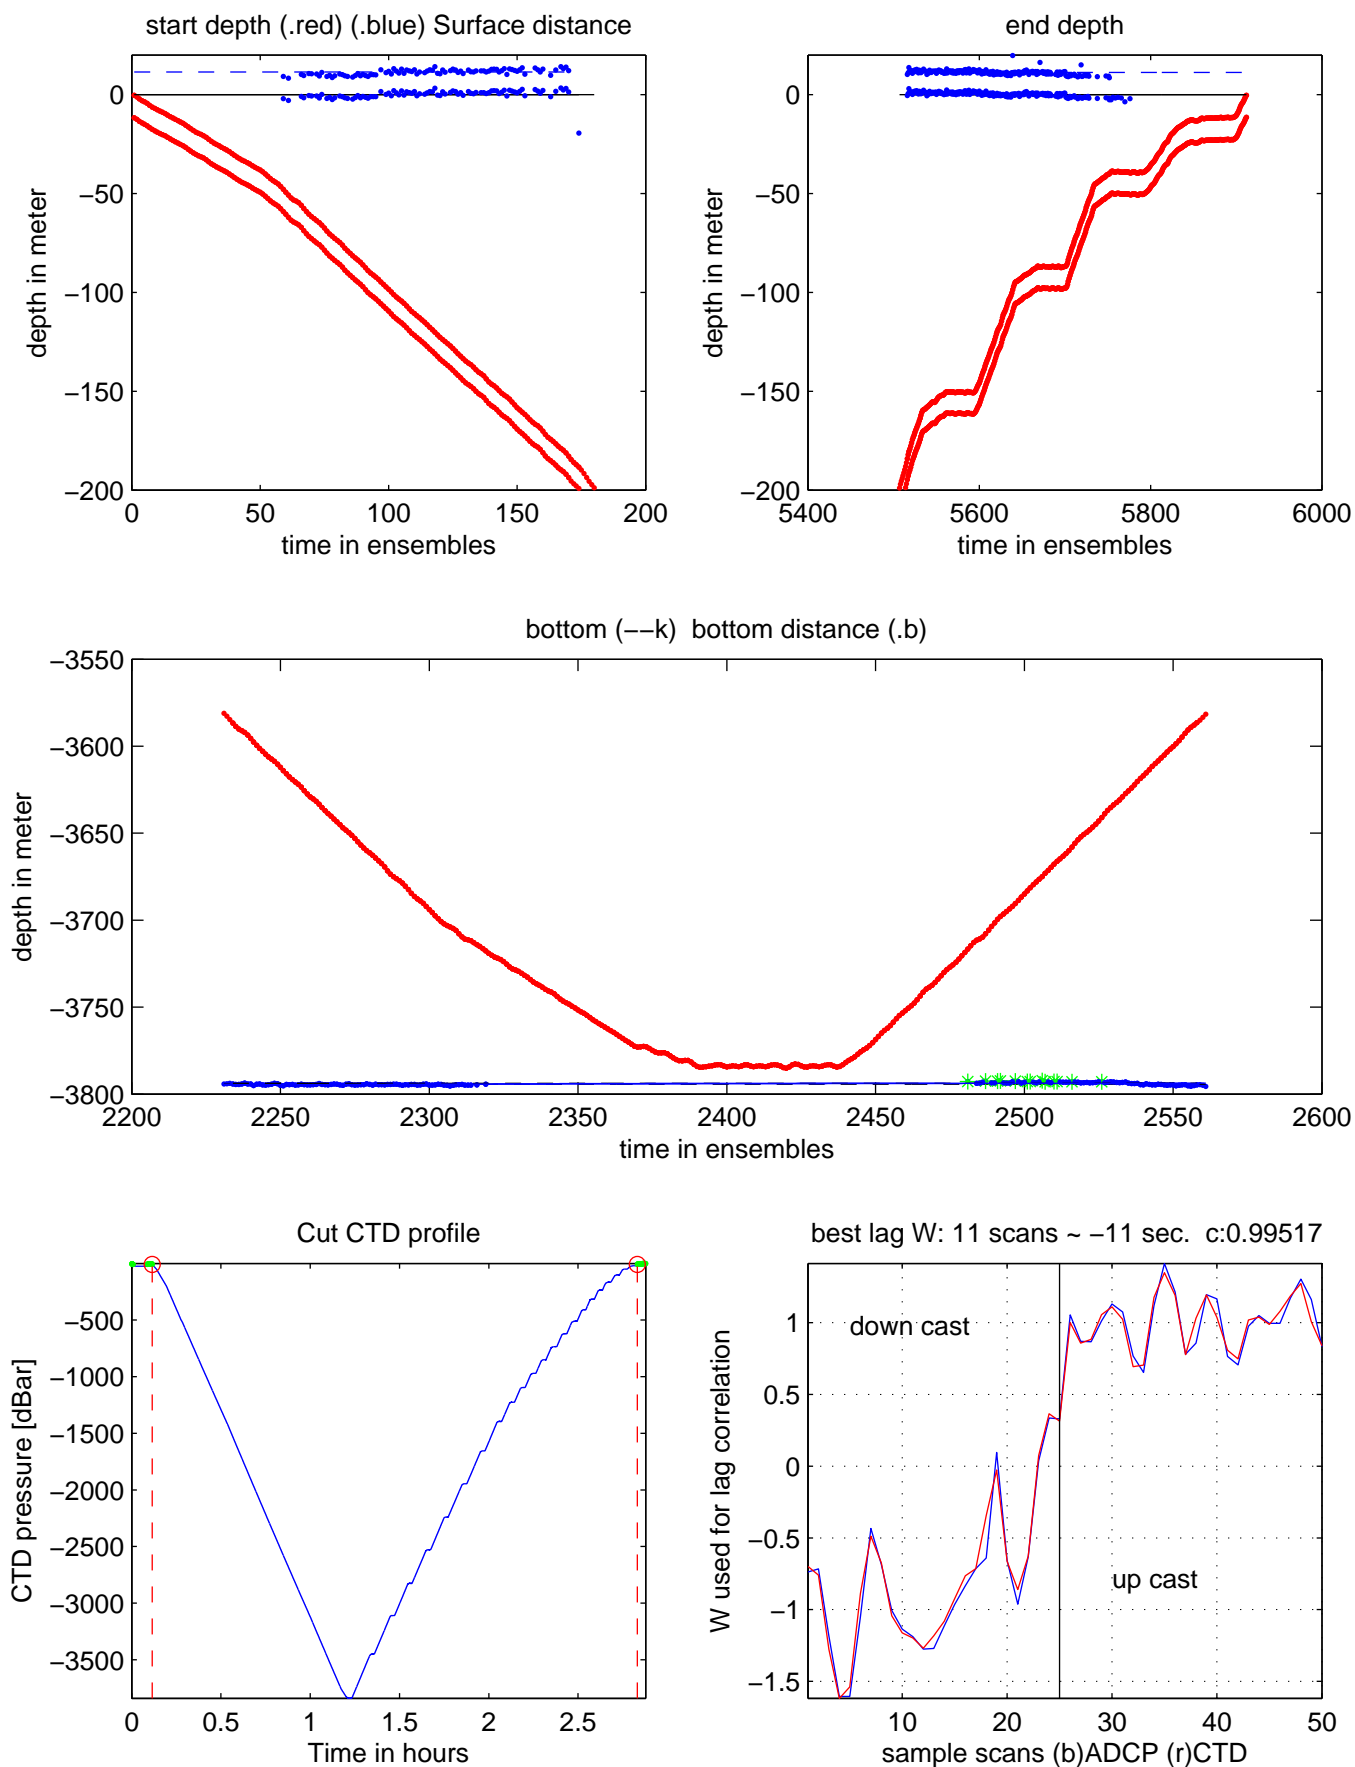 start depth (.red) (.blue) Surface distance
0
−50
−100
−150
−200
depth in meter
0 50 100 150 200
time in ensembles
end depth
0
−50
−100
−150
−200
depth in meter
5400 5600 5800 6000
time in ensembles
bottom (−−k)  bottom distance (.b)
−3550
−3600
−3650
−3700
−3750
−3800
depth in meter
2200 2250 2300 2350 2400 2450 2500 2550 2600
time in ensembles
Cut CTD profile
−500
−1000
−1500
−2000
−2500
−3000
−3500
CTD pressure [dBar]
0 0.5 1 1.5 2 2.5
Time in hours
best lag W: 11 scans ~ −11 sec.  c:0.99517
down cast
up cast
1
0.5
0
−0.5
−1
−1.5
W used for lag correlation
10 20 30 40 50
sample scans (b)ADCP (r)CTD